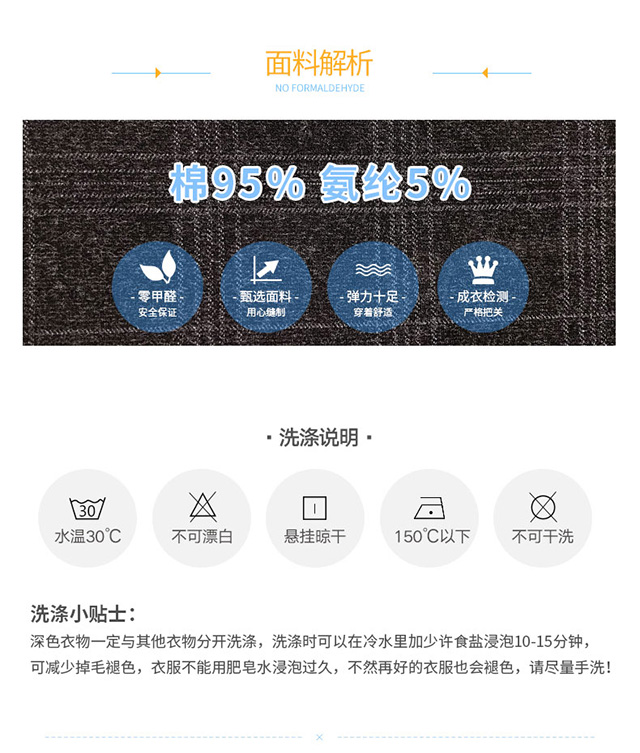 面料解析
NO FORMALDEHYDE
棉95% 氨纶5%
- 零甲醛 -
安全保证
- 甄选面料 -
用心缝制
- 弹力十足 -
穿着舒适
- 成衣检测 -
严格把关
·洗涤说明·
30
水温30℃
不可漂白
悬挂晾干
150℃以下
不可干洗
洗涤小贴士：
深色衣物一定与其他衣物分开洗涤，洗涤时可以在冷水里加少许食盐浸泡10-15分钟，
可减少掉毛褪色，衣服不能用肥皂水浸泡过久，不然再好的衣服也会褪色，请尽量手洗！